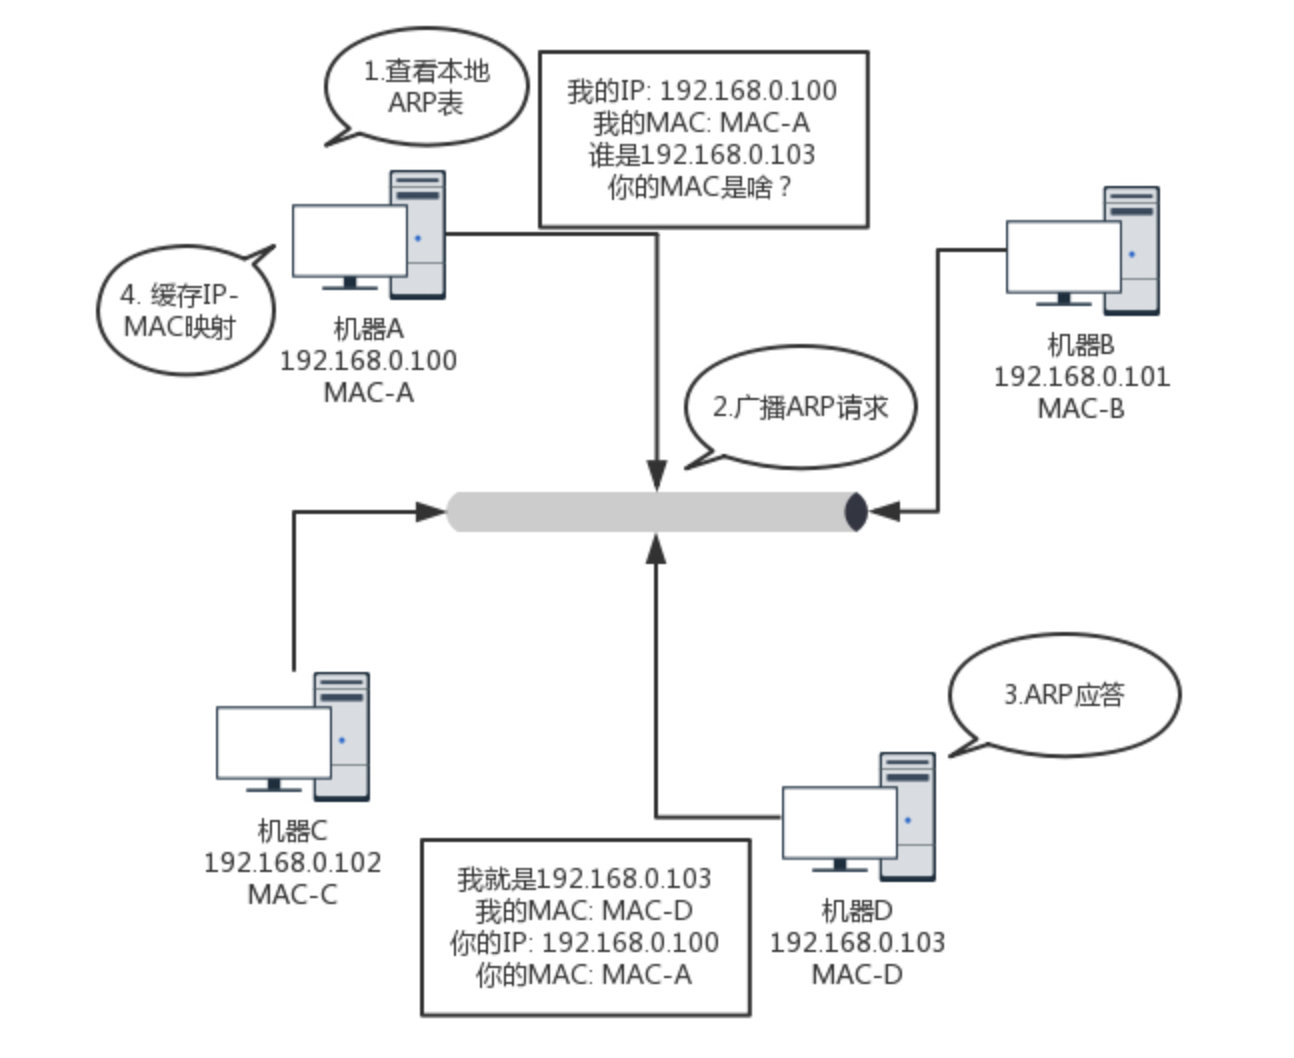 1.查看本地
ARP表
我的IP: 192.168.0.100
我的MAC: MAC-A
谁是192.168.0.103
你的MAC是啥？
4. 缓存IP-
MAC映射
机器A
192.168.0.100
MAC-A
机器B
192.168.0.101
MAC-B
2.广播ARP请求
3.ARP应答
机器C
192.168.0.102
MAC-C
我就是192.168.0.103
我的MAC: MAC-D
你的IP: 192.168.0.100
你的MAC: MAC-A
机器D
192.168.0.103
MAC-D